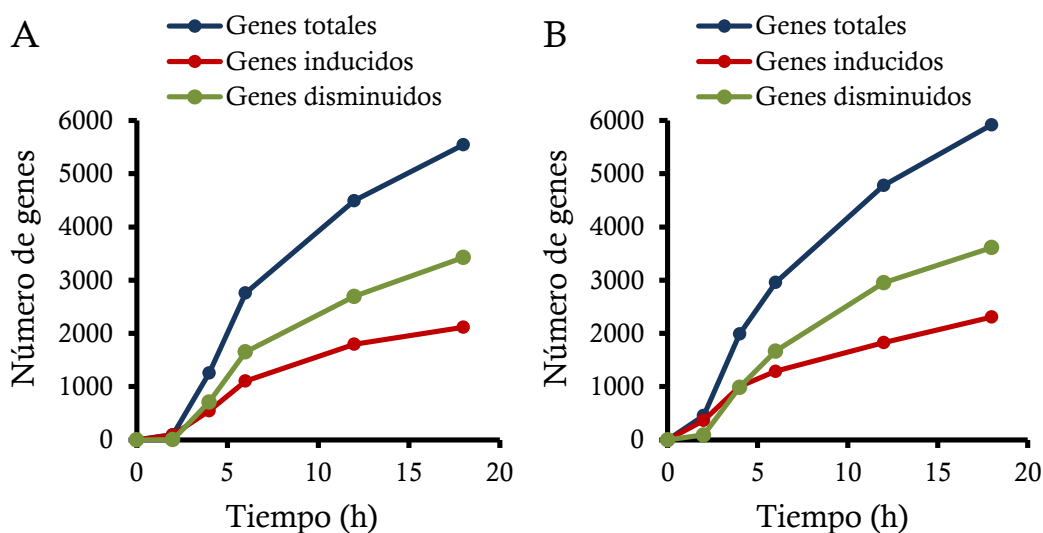 A
Genes totales
Genes inducidos
Genes disminuidos
6000
5000
4000
3000
2000
1000
0
Número de genes
0 5 10 15 20
Tiempo (h)
B
Genes totales
Genes inducidos
Genes disminuidos
6000
5000
4000
3000
2000
1000
0
Número de genes
0 5 10 15 20
Tiempo (h)